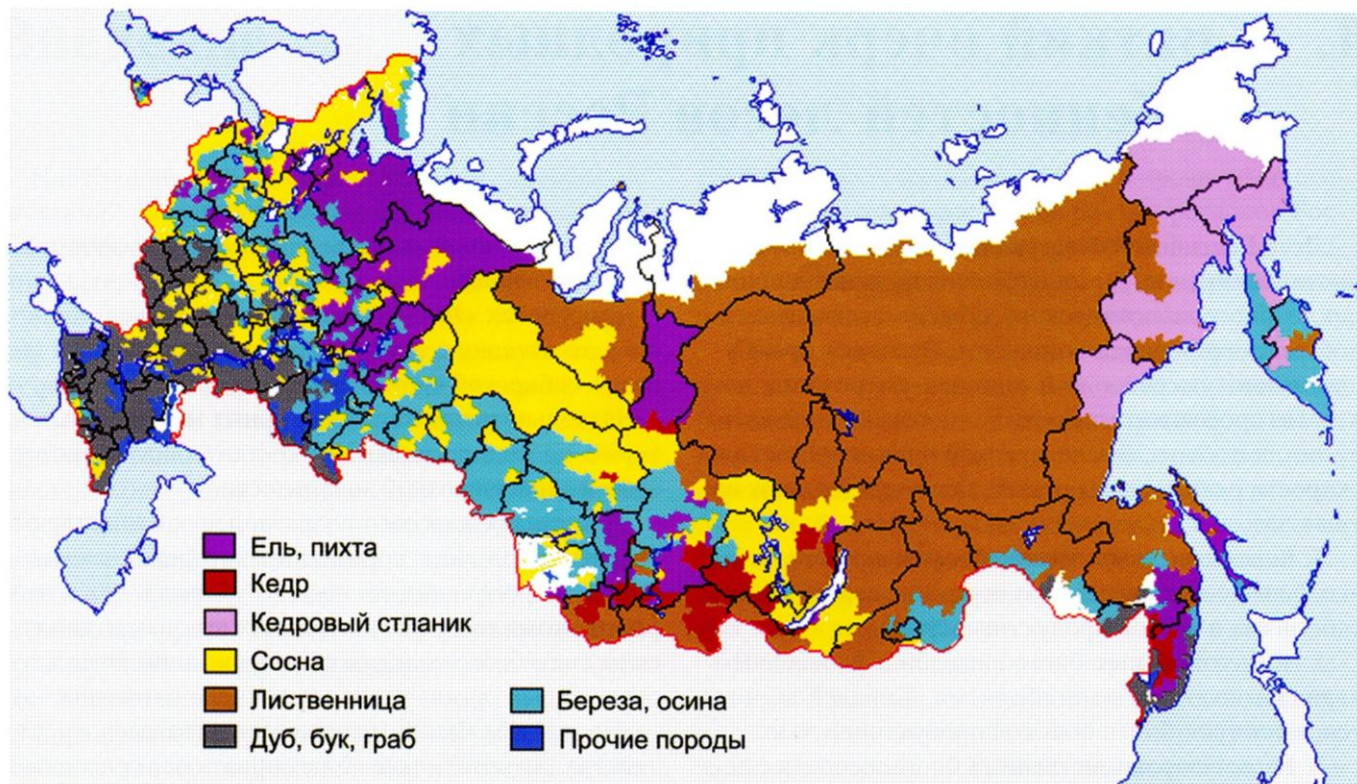 Ель, пихта
Кедр
Кедровый стланик
Сосна
Лиственница
Дуб, бук, граб
Береза, осина
Прочие породы